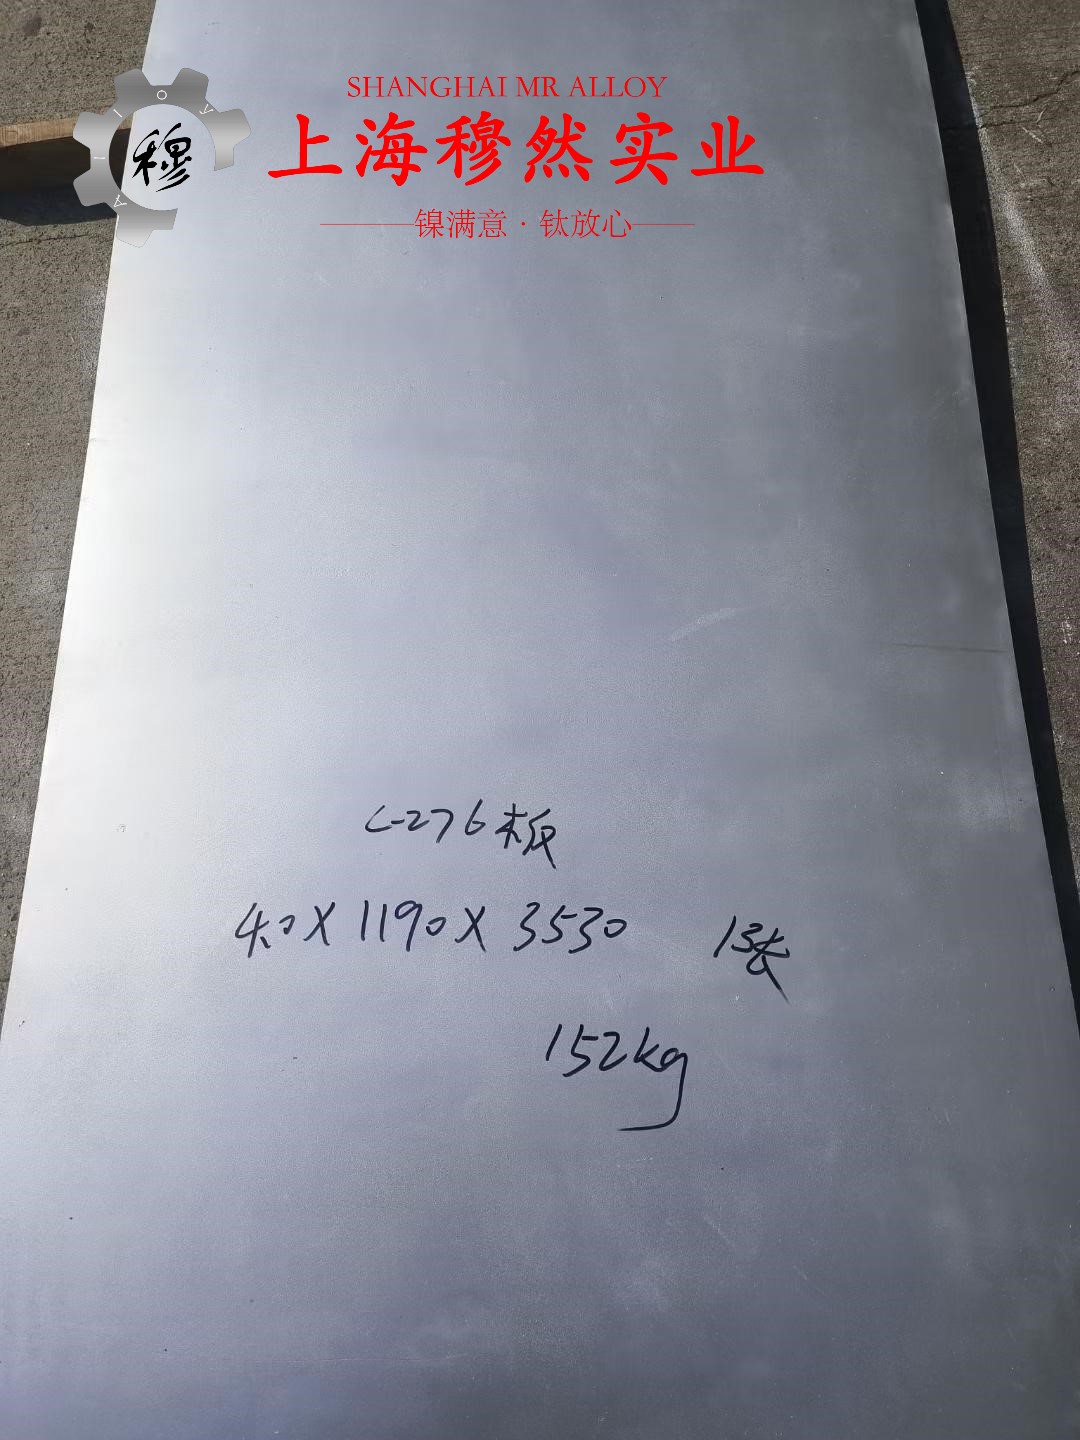 SHANGHAI MR ALLOY
穆
上海穆然实业
镍满意·钛放心
C-276板
4.0X1190X3530 1张
152kg